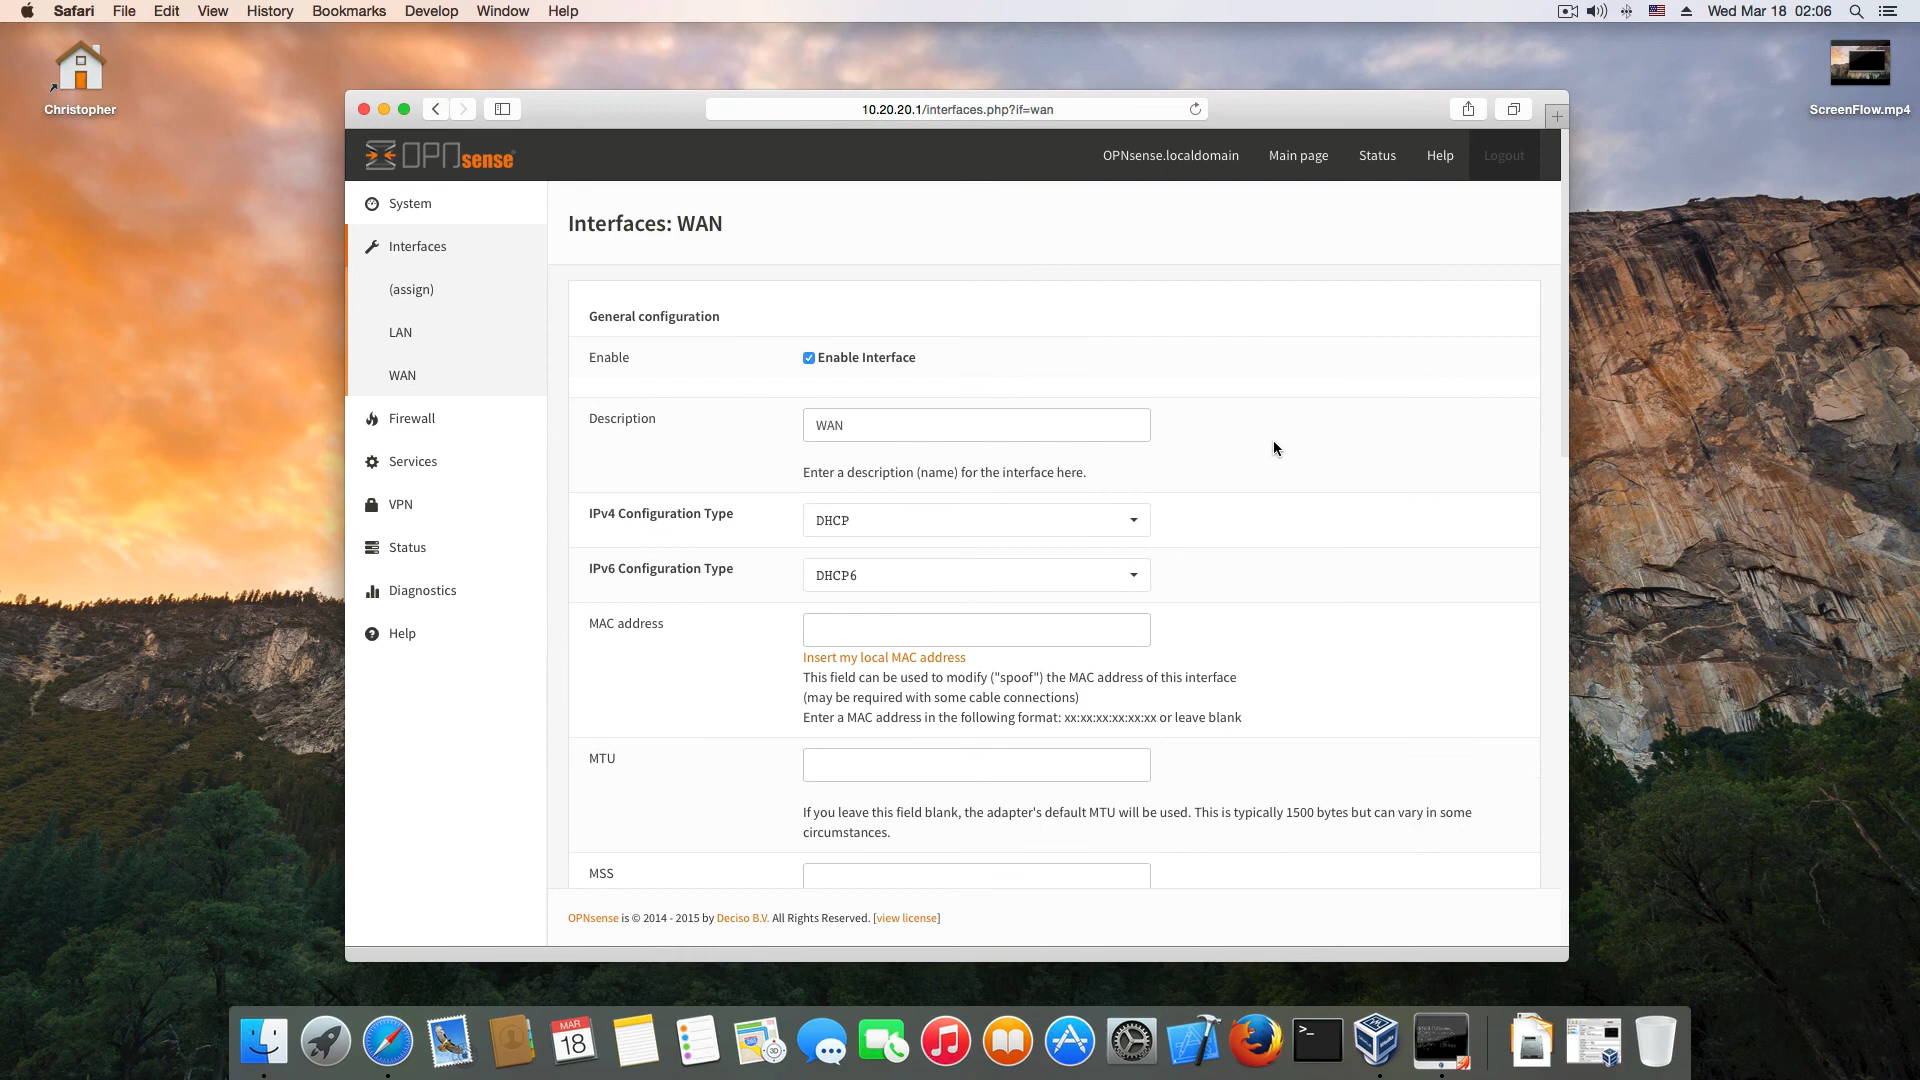 Safari File Edit View History Bookmarks Develop Window Help
Wed Mar 18 02:06
Christopher
ScreenFlow.mp4
10.20.20.1/interfaces.php?if=wan
OPNsense
OPNsense.localdomain Main page Status Help Logout
System
Interfaces
(assign)
LAN
WAN
Firewall
Services
VPN
Status
Diagnostics
Help
Interfaces: WAN
General configuration
Enable Enable Interface
Description WAN
Enter a description (name) for the interface here.
IPv4 Configuration Type DHCP
IPv6 Configuration Type DHCP6
MAC address
Insert my local MAC address
This field can be used to modify ("spoof") the MAC address of this interface
(may be required with some cable connections)
Enter a MAC address in the following format: xx:xx:xx:xx:xx:xx or leave blank
MTU
If you leave this field blank, the adapter's default MTU will be used. This is typically 1500 bytes but can vary in some
circumstances.
MSS
OPNsense is © 2014 - 2015 by Deciso B.V. All Rights Reserved. [view license]
MAR
18
3D
>_